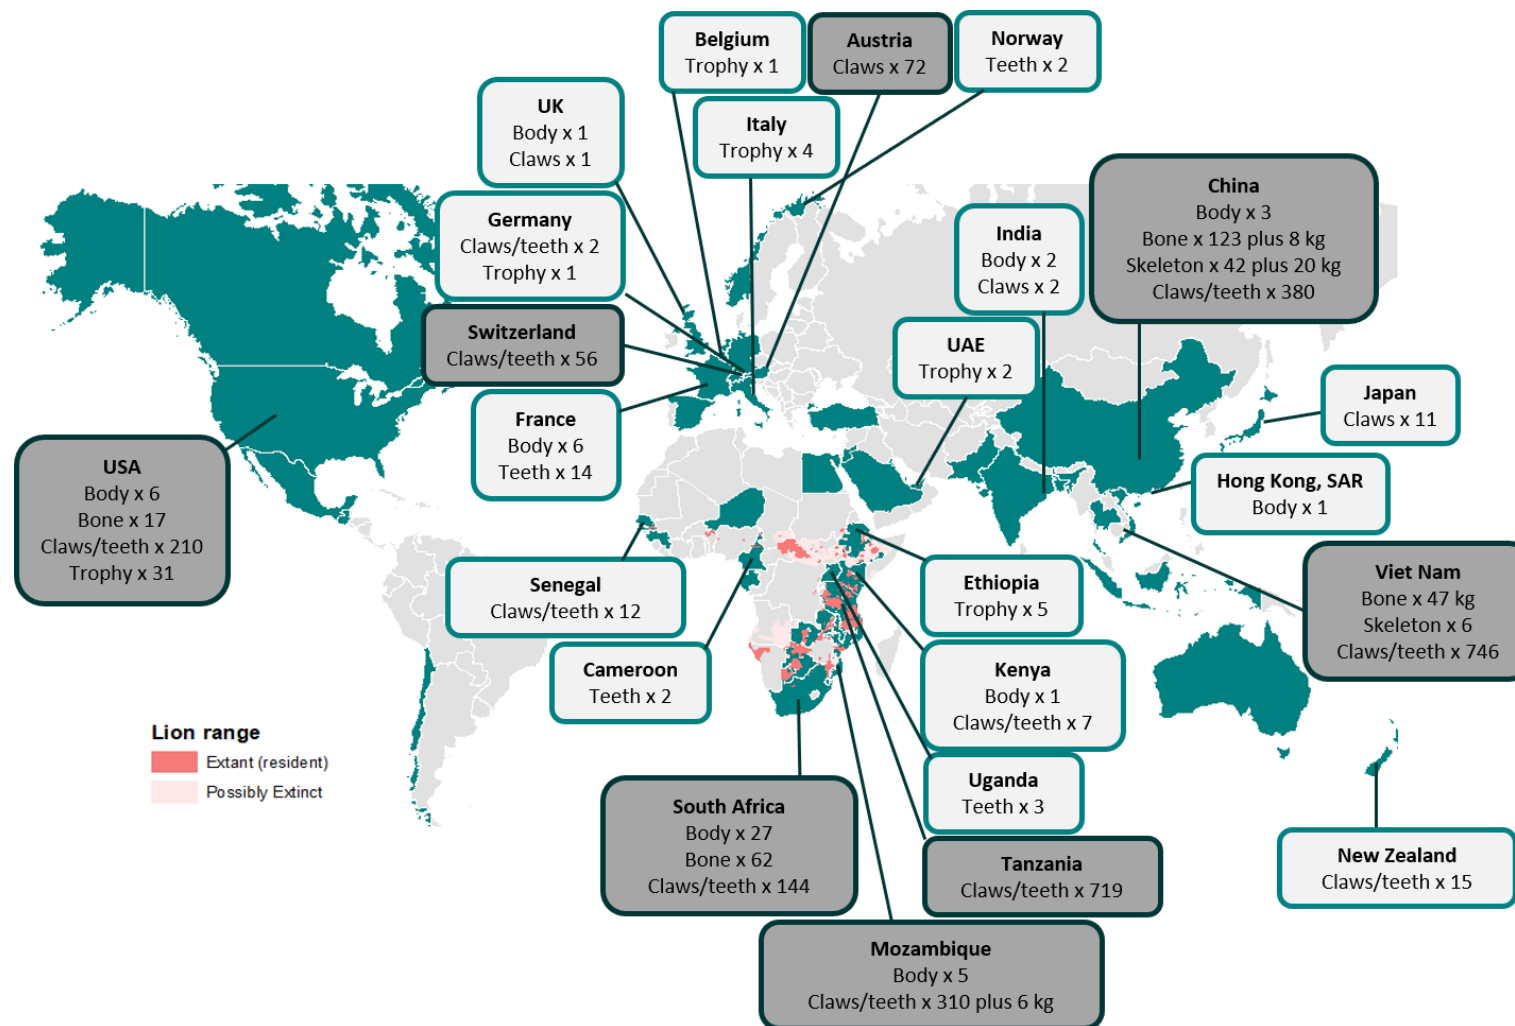 Belgium
Trophy x 1
Austria
Claws x 72
Norway
Teeth x 2
UK
Body x 1
Claws x 1
Italy
Trophy x 4
China
Body x 3
Bone x 123 plus 8 kg
Skeleton x 42 plus 20 kg
Claws/teeth x 380
Germany
Claws/teeth x 2
Trophy x 1
India
Body x 2
Claws x 2
Switzerland
Claws/teeth x 56
UAE
Trophy x 2
Japan
Claws x 11
France
Body x 6
Teeth x 14
USA
Body x 6
Bone x 17
Claws/teeth x 210
Trophy x 31
Hong Kong, SAR
Body x 1
Senegal
Claws/teeth x 12
Ethiopia
Trophy x 5
Viet Nam
Bone x 47 kg
Skeleton x 6
Claws/teeth x 746
Cameroon
Teeth x 2
Kenya
Body x 1
Claws/teeth x 7
Lion range
Extant (resident)
Possibly Extinct
Uganda
Teeth x 3
South Africa
Body x 27
Bone x 62
Claws/teeth x 144
Tanzania
Claws/teeth x 719
New Zealand
Claws/teeth x 15
Mozambique
Body x 5
Claws/teeth x 310 plus 6 kg